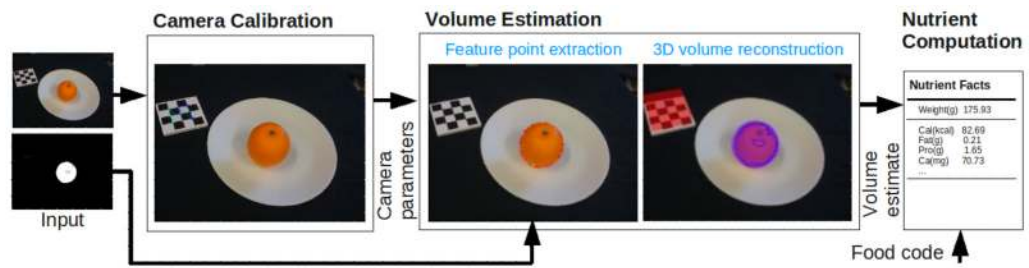 Camera Calibration
Volume Estimation
Nutrient
Computation
Feature point extraction
3D volume reconstruction
Input
Camera
parameters
Volume
estimate
Nutrient Facts
Weight(g) 175.93
Cal(kcal) 82.69
Fat(g) 0.21
Pro(g) 1.65
Ca(mg) 70.73
...
Food code